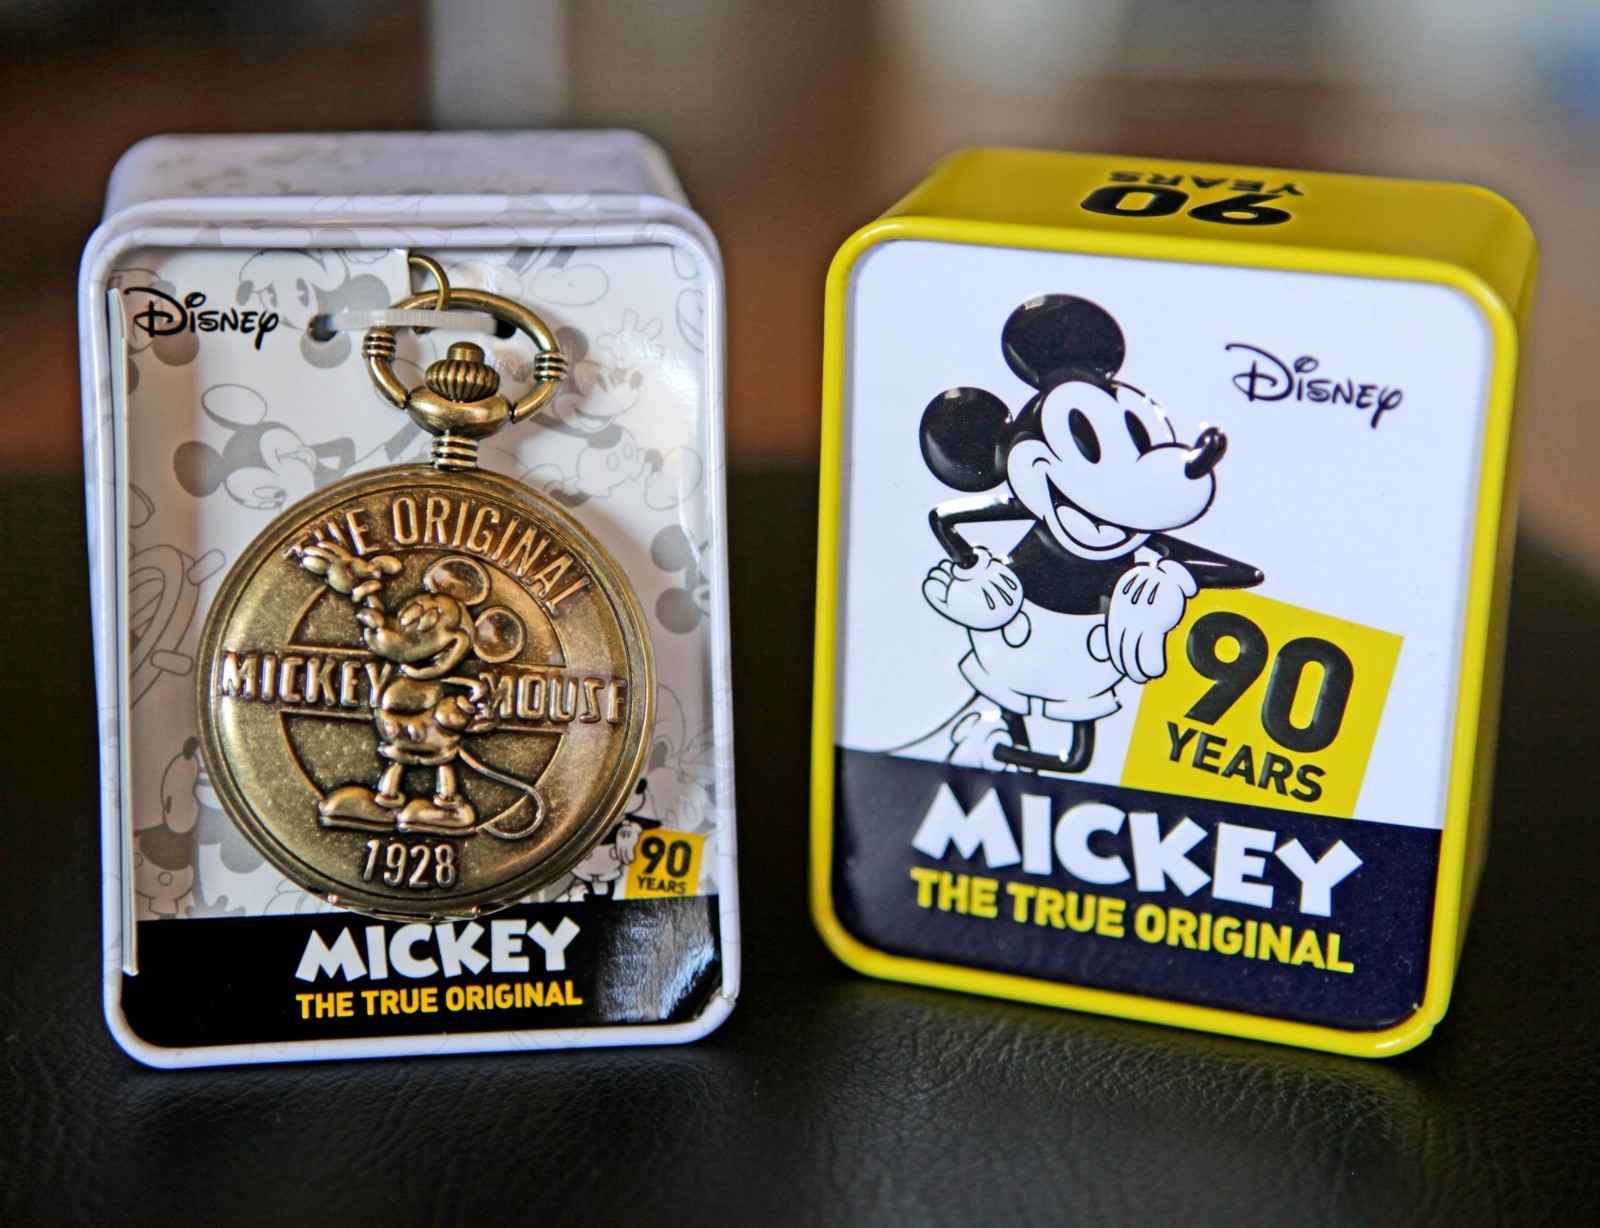 Disney
THE ORIGINAL
MICKEY MOUSE
1928
90
YEARS
MICKEY
THE TRUE ORIGINAL
90
YEARS
Disney
90
YEARS
MICKEY
THE TRUE ORIGINAL